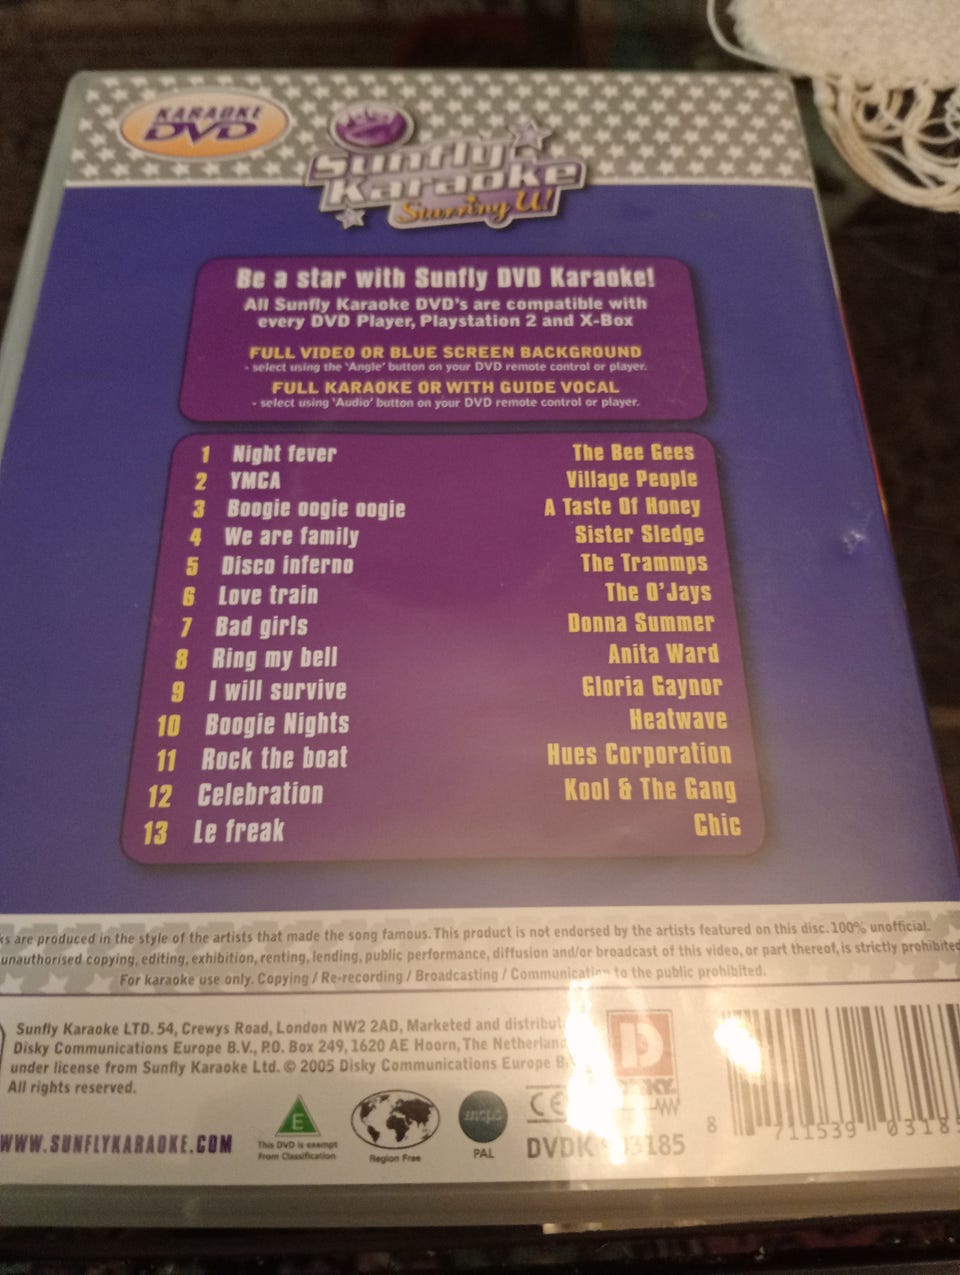 KARAOKE
DVD
Sunfly
Karaoke
Starring U!
Be a star with Sunfly DVD Karaoke!
All Sunfly Karaoke DVD's are compatible with
every DVD Player, Playstation 2 and X-Box
FULL VIDEO OR BLUE SCREEN BACKGROUND
- select using the 'Angle' button on your DVD remote control or player.
FULL KARAOKE OR WITH GUIDE VOCAL
- select using 'Audio' button on your DVD remote control or player.
1 Night fever The Bee Gees
2 YMCA Village People
3 Boogie oogie oogie A Taste Of Honey
4 We are family Sister Sledge
5 Disco inferno The Trammps
6 Love train The O'Jays
7 Bad girls Donna Summer
8 Ring my bell Anita Ward
9 I will survive Gloria Gaynor
10 Boogie Nights Heatwave
11 Rock the boat Hues Corporation
12 Celebration Kool & The Gang
13 Le freak Chic
are produced in the style of the artists that made the song famous. This product is not endorsed by the artists featured on this disc. 100% unofficial.
unauthorised copying, editing, exhibition, renting, lending, public performance, diffusion and/or broadcast of this video, or part thereof, is strictly prohibited
For karaoke use only. Copying / Re-recording / Broadcasting / Communication to the public prohibited.
Sunfly Karaoke LTD. 54, Crewys Road, London NW2 2AD, Marketed and
Disky Communications Europe B.V., P.O. Box 249, 1620 AE Hoorn, The
under license from Sunfly Karaoke Ltd. © 2005 Disky Communications Europe
All rights reserved.
WWW.SUNFLYKARAOKE.COM
E
This DVD is exempt
From Classification
Region Free
mcps
PAL
CE
D
8 711539 0318